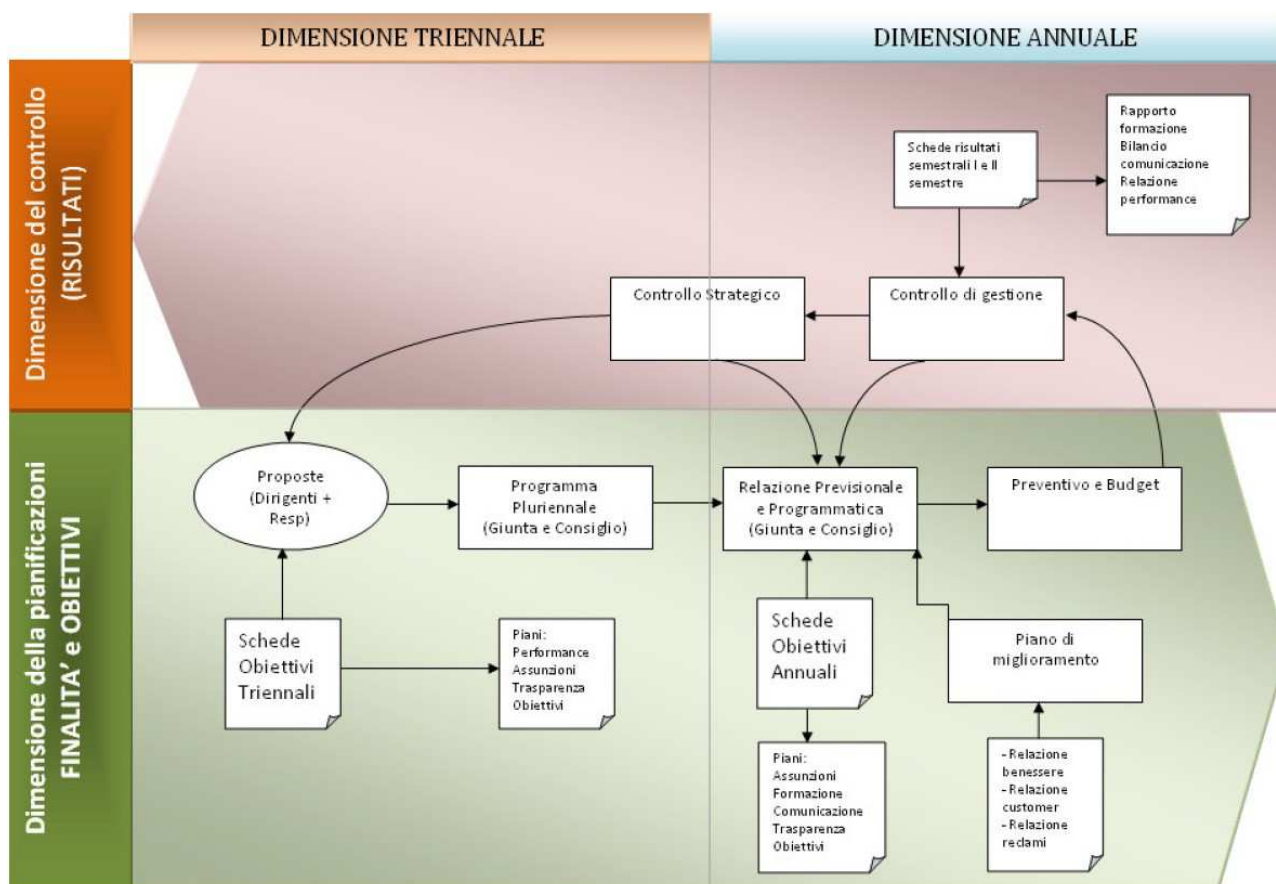 DIMENSIONE TRIENNALE
DIMENSIONE ANNUALE
Dimensione del controllo
(RISULTATI)
Schede risultati
semestrali I e II
semestre
Rapporto
formazione
Bilancio
comunicazione
Relazione
performance
Controllo Strategico
Controllo di gestione
Dimensione della pianificazioni
FINALITA’ e OBIETTIVI
Proposte
(Dirigenti +
Resp)
Programma
Pluriennale
(Giunta e Consiglio)
Relazione Previsionale
e Programmatica
(Giunta e Consiglio)
Preventivo e Budget
Schede
Obiettivi
Triennali
Piani:
Performance
Assunzioni
Trasparenza
Obiettivi
Schede
Obiettivi
Annuali
Piano di
miglioramento
Piani:
Assunzioni
Formazione
Comunicazione
Trasparenza
Obiettivi
- Relazione
benessere
- Relazione
customer
- Relazione
reclami